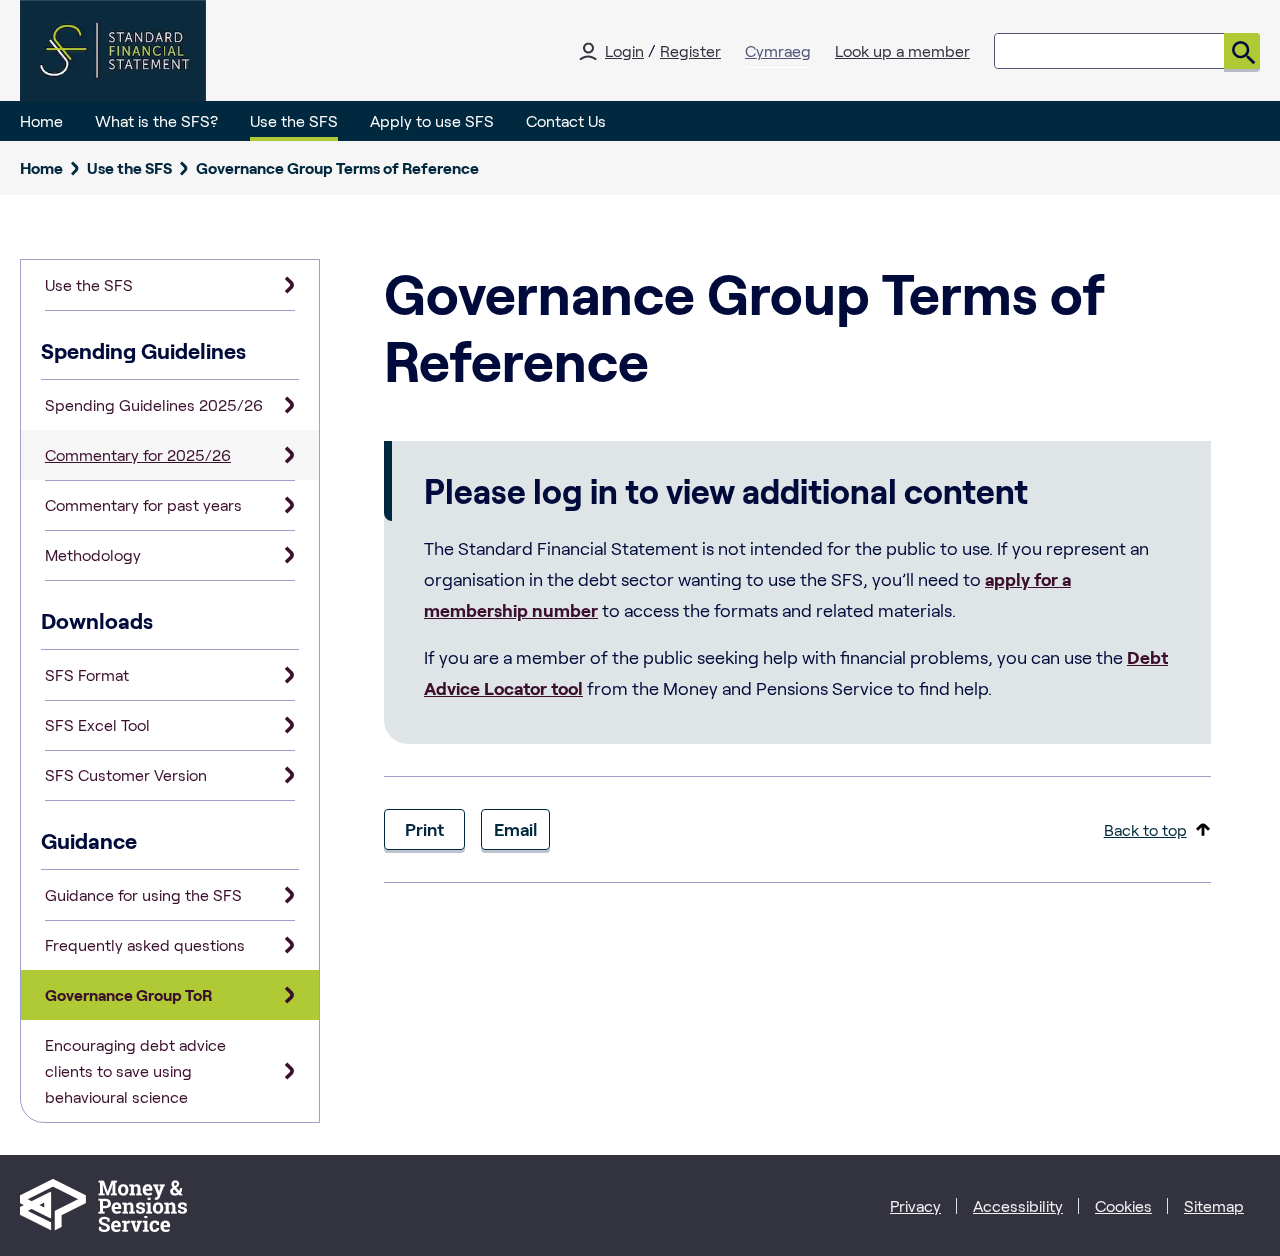 STANDARD
FINANCIAL
STATEMENT
Login / Register
Cymraeg
Look up a member
Home
What is the SFS?
Use the SFS
Apply to use SFS
Contact Us
Home
Use the SFS
Governance Group Terms of Reference
Use the SFS
Spending Guidelines
Spending Guidelines 2025/26
Commentary for 2025/26
Commentary for past years
Methodology
Downloads
SFS Format
SFS Excel Tool
SFS Customer Version
Guidance
Guidance for using the SFS
Frequently asked questions
Governance Group ToR
Encouraging debt advice
clients to save using
behavioural science
Governance Group Terms of
Reference
Please log in to view additional content
The Standard Financial Statement is not intended for the public to use. If you represent an
organisation in the debt sector wanting to use the SFS, you’ll need to apply for a
membership number to access the formats and related materials.
If you are a member of the public seeking help with financial problems, you can use the Debt
Advice Locator tool from the Money and Pensions Service to find help.
Print
Email
Back to top
Money &
Pensions
Service
Privacy
Accessibility
Cookies
Sitemap